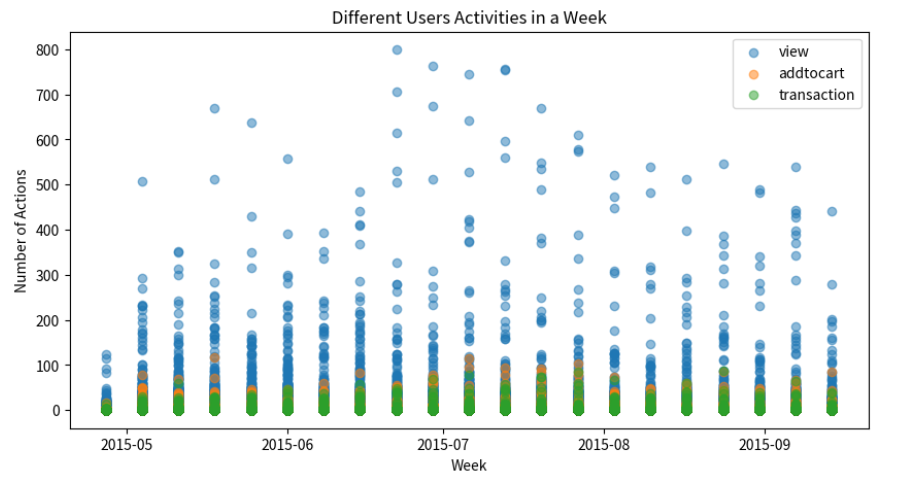 Different Users Activities in a Week
view
addtocart
transaction
Number of Actions
800
700
600
500
400
300
200
100
0
2015-05 2015-06 2015-07 2015-08 2015-09
Week